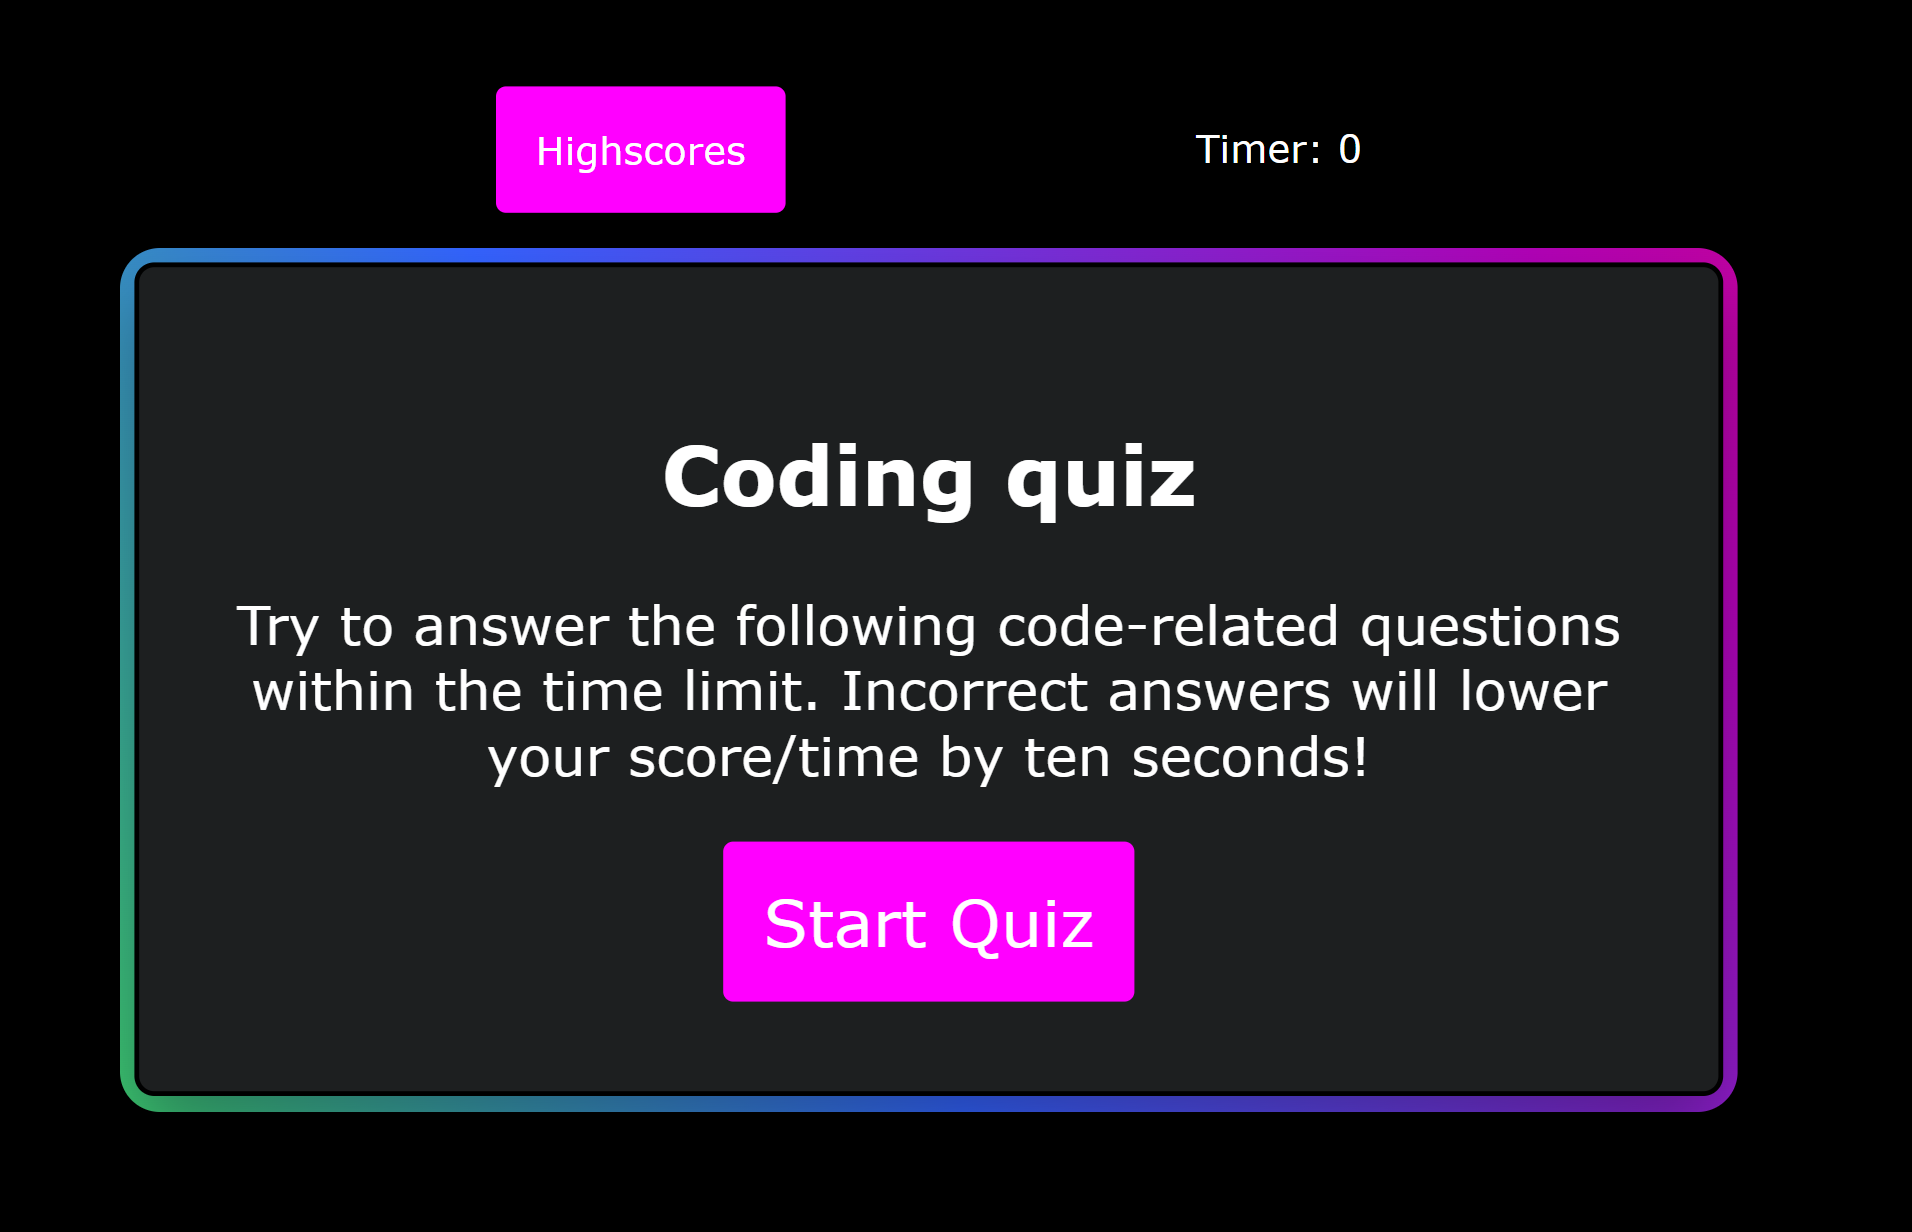 Highscores
Timer: 0
Coding quiz
Try to answer the following code-related questions
within the time limit. Incorrect answers will lower
your score/time by ten seconds!
Start Quiz